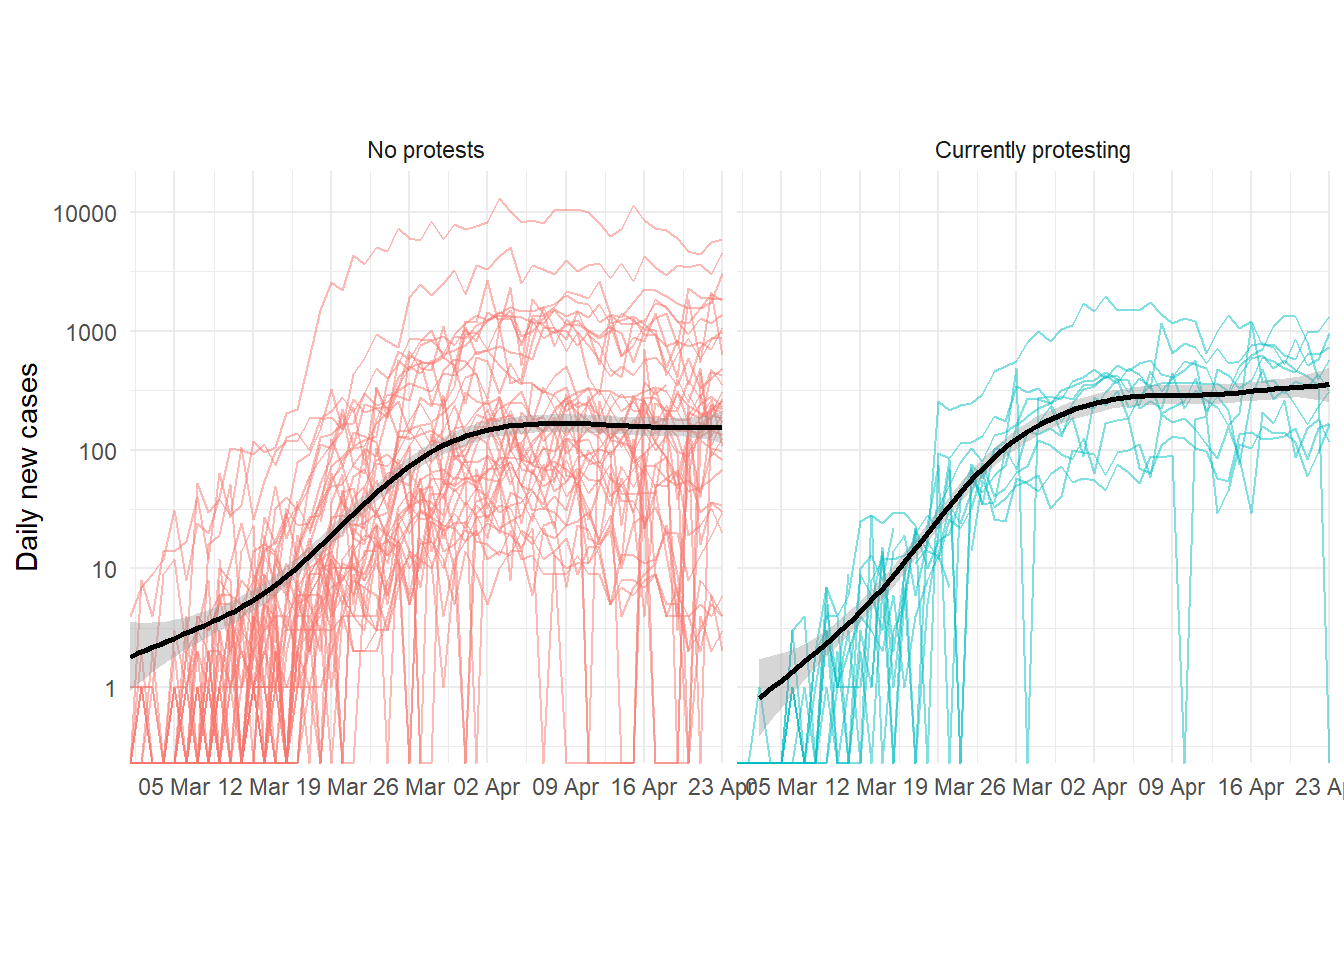 No protests
Currently protesting
Daily new cases
10000
1000
100
10
1
05 Mar 12 Mar 19 Mar 26 Mar 02 Apr 09 Apr 16 Apr 23 Apr
05 Mar 12 Mar 19 Mar 26 Mar 02 Apr 09 Apr 16 Apr 23 Ap